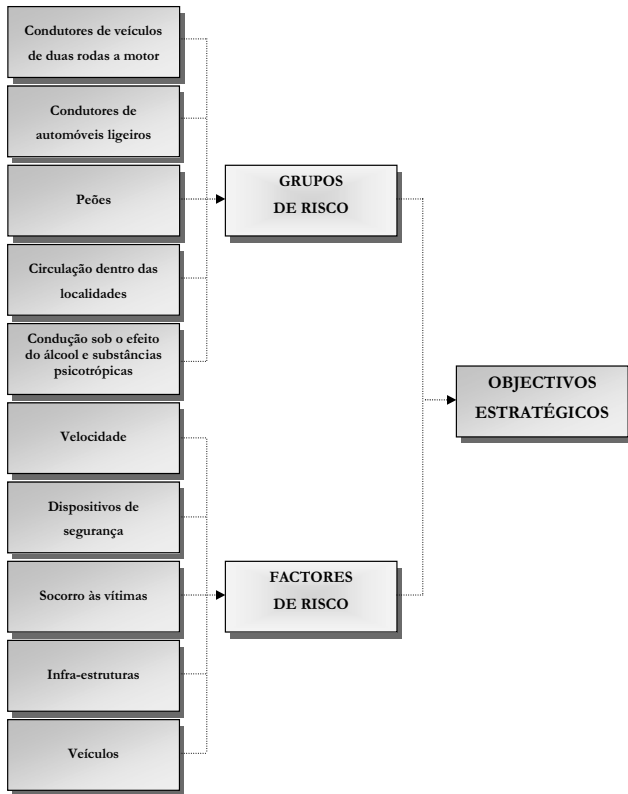 Condutores de veículos
de duas rodas a motor
Condutores de
automóveis ligeiros
Peões
Circulação dentro das
localidades
Condução sob o efeito
do álcool e substâncias
psicotrópicas
Velocidade
Dispositivos de
segurança
Socorro às vítimas
Infra-estruturas
Veículos
GRUPOS
DE RISCO
FACTORES
DE RISCO
OBJECTIVOS
ESTRATÉGICOS